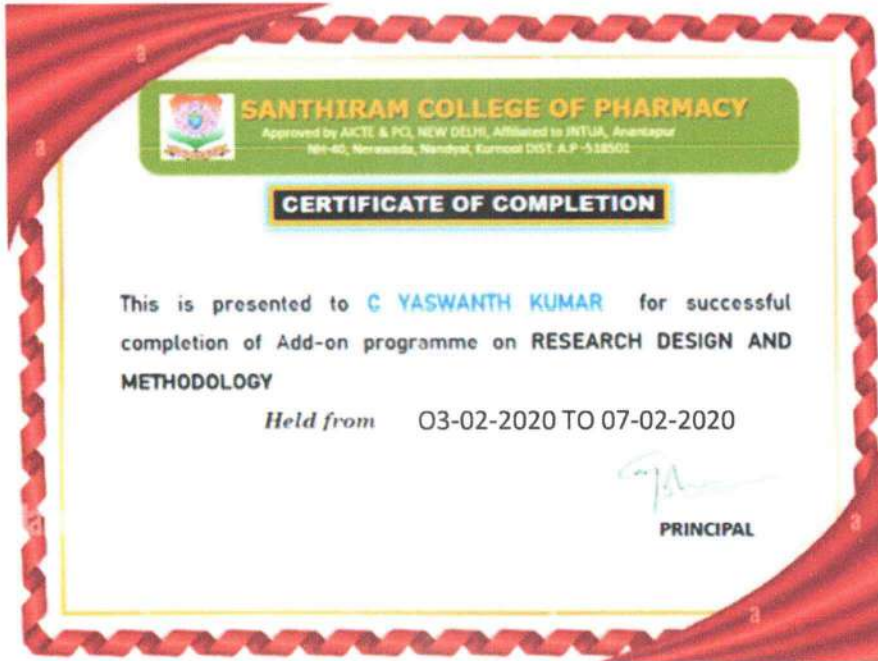 SANTHIRAM COLLEGE OF PHARMACY
Approved by AICTE & PCI, NEW DELHI, Affiliated to JNTUA, Anantapur
NH-40, Nerawada, Nandyal, Kurnool DIST. A.P -518501
CERTIFICATE OF COMPLETION
This is presented to C YASWANTH KUMAR for successful
completion of Add-on programme on RESEARCH DESIGN AND
METHODOLOGY
Held from O3-02-2020 TO 07-02-2020
PRINCIPAL